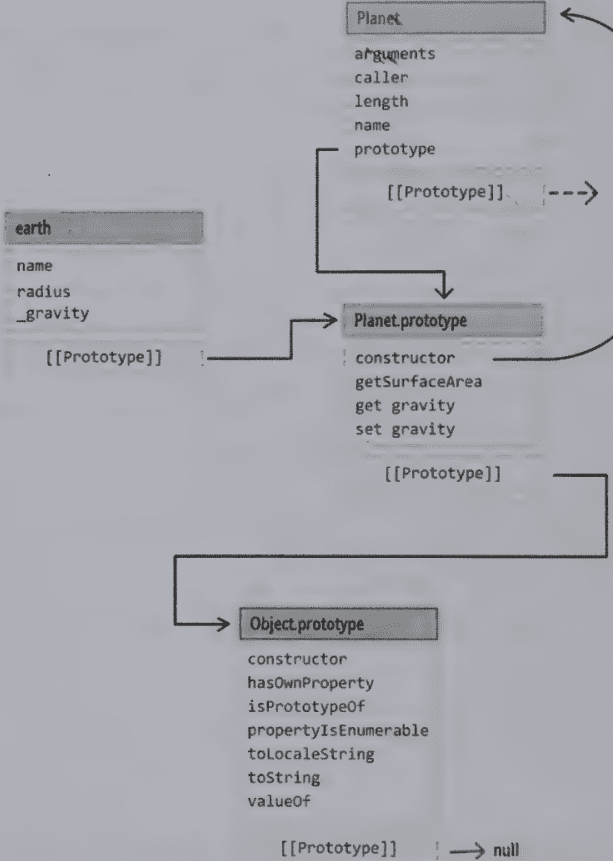 Planet
arguments
caller
length
name
prototype
[[Prototype]]
earth
name
radius
_gravity
[[Prototype]]
Planet.prototype
constructor
getSurfaceArea
get gravity
set gravity
[[Prototype]]
Object.prototype
constructor
hasOwnProperty
isPrototypeOf
propertyIsEnumerable
toLocaleString
toString
valueOf
[[Prototype]]
null